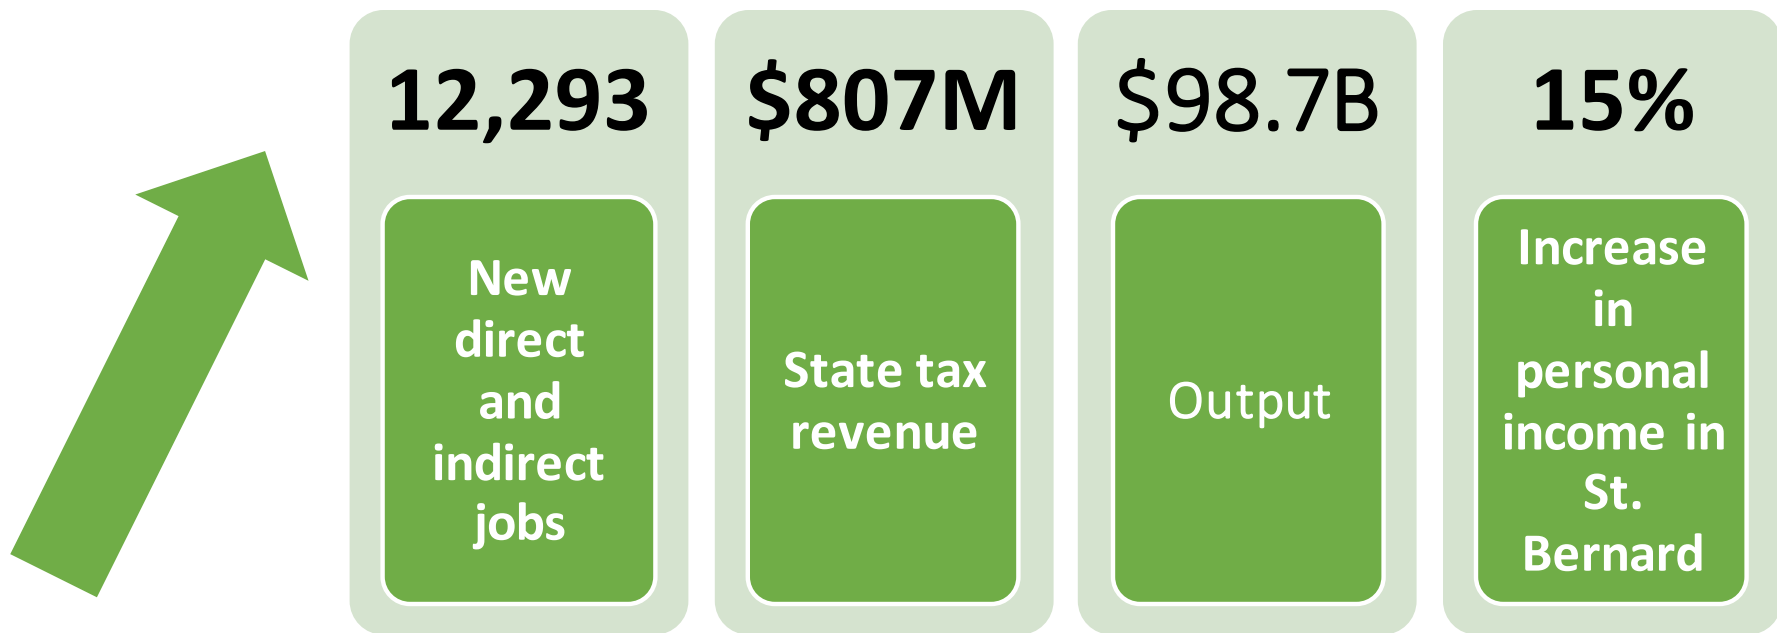 12,293
New
direct
and
indirect
jobs
$807M
State tax
revenue
$98.7B
Output
15%
Increase
in
personal
income in
St.
Bernard